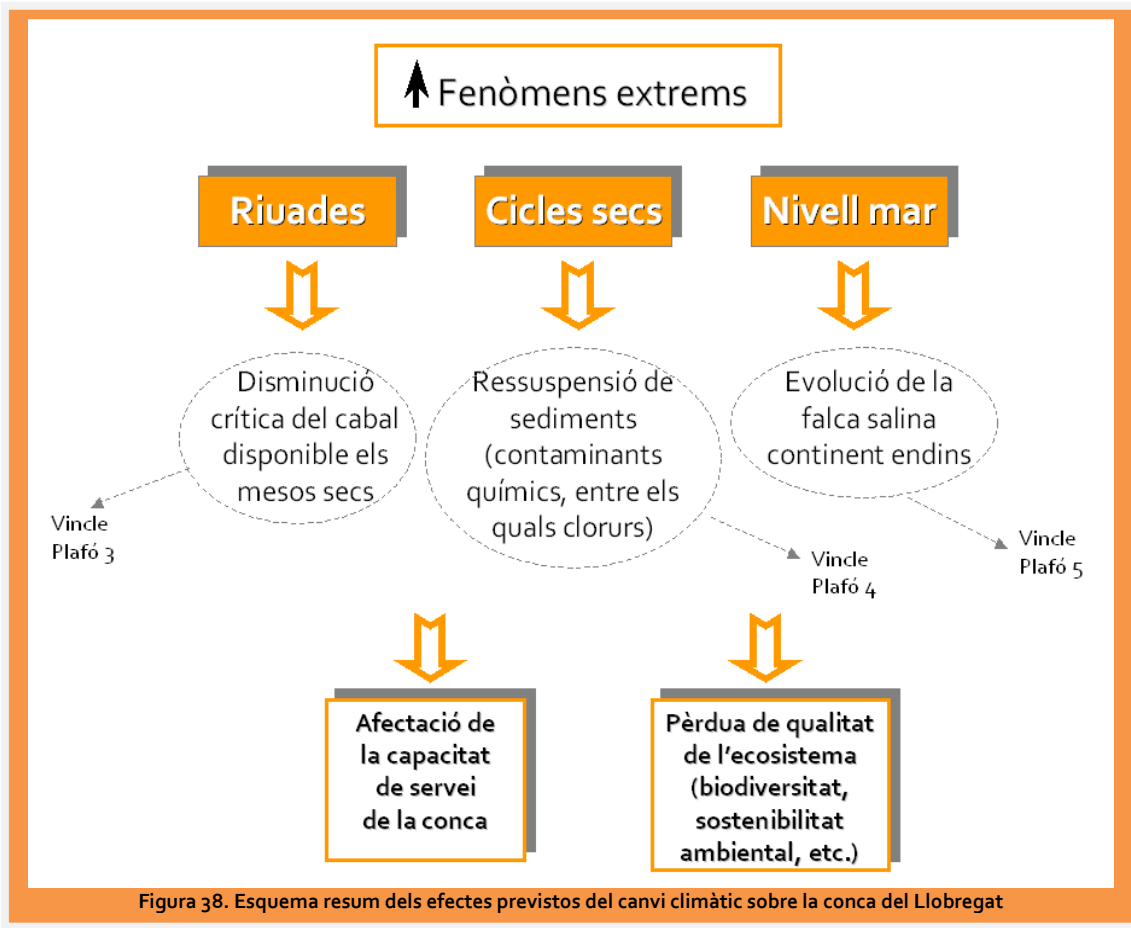 Fenòmens extrems
Riuades
Cicles secs
Nivell mar
Disminució
crítica del cabal
disponible els
mesos secs
Ressuspensió de
sediments
(contaminants
químics, entre els
quals clorurs)
Evolució de la
falca salina
continent endins
Vincle
Plafó 3
Vincle
Plafó 4
Vincle
Plafó 5
Afectació de
la capacitat
de servei
de la conca
Pèrdua de qualitat
de l'ecosistema
(biodiversitat,
sostenibilitat
ambiental, etc.)
Figura 38. Esquema resum dels efectes previstos del canvi climàtic sobre la conca del Llobregat